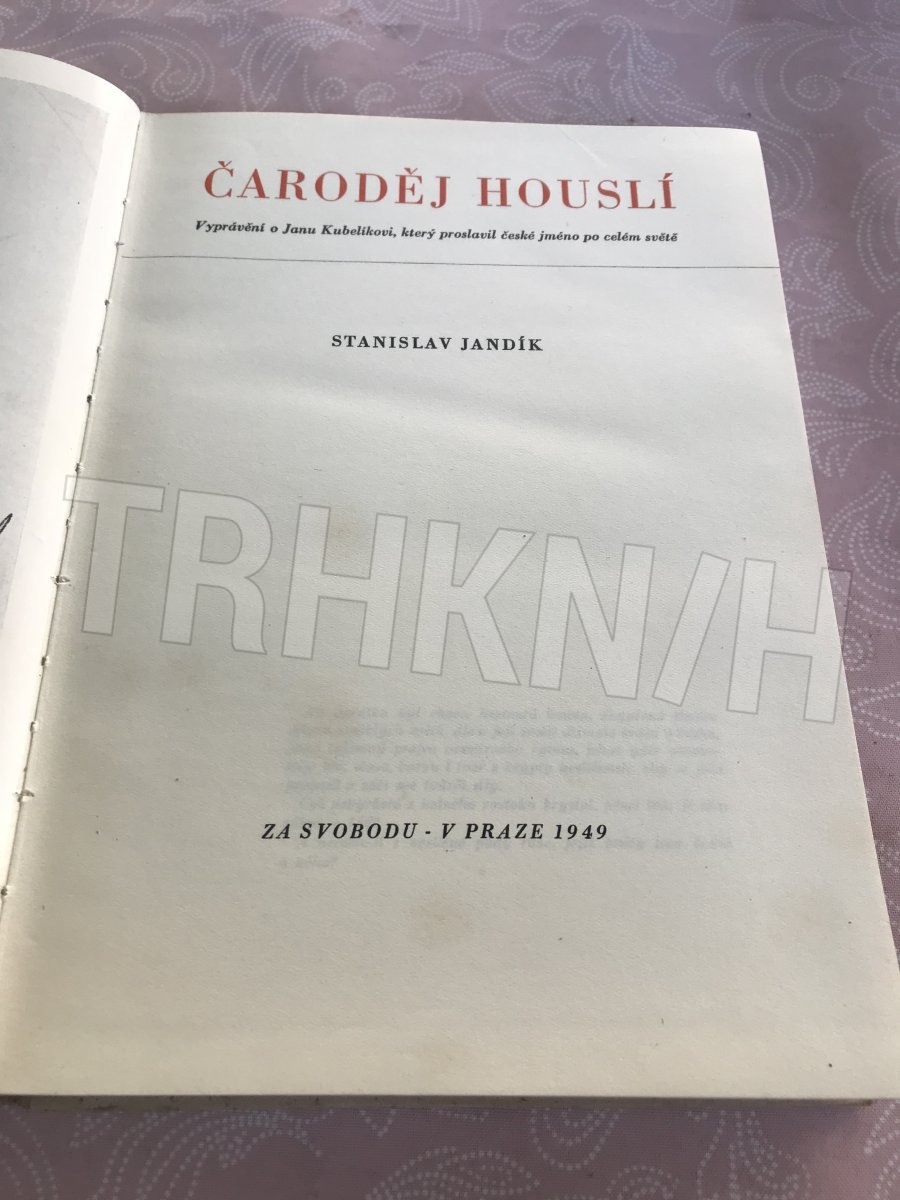 ČARODĚJ HOUSLÍ
Vyprávění o Janu Kubelíkovi, který proslavil české jméno po celém světě
STANISLAV JANDÍK
TRHKNIH
ZA SVOBODU - V PRAZE 1949